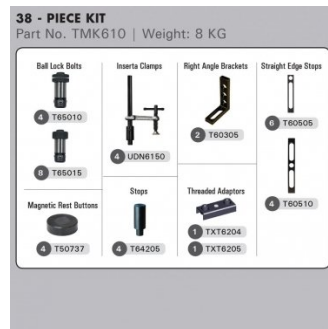 38 - PIECE KIT
Part No. TMK610 | Weight: 8 KG
Ball Lock Bolts
4 T65010
8 T65015
Inserta Clamps
4 UDN6150
Right Angle Brackets
2 T60305
Straight Edge Stops
6 T60505
4 T60510
Magnetic Rest Buttons
4 T50737
Stops
4 T64205
Threaded Adaptors
1 TXT6204
1 TXT6205